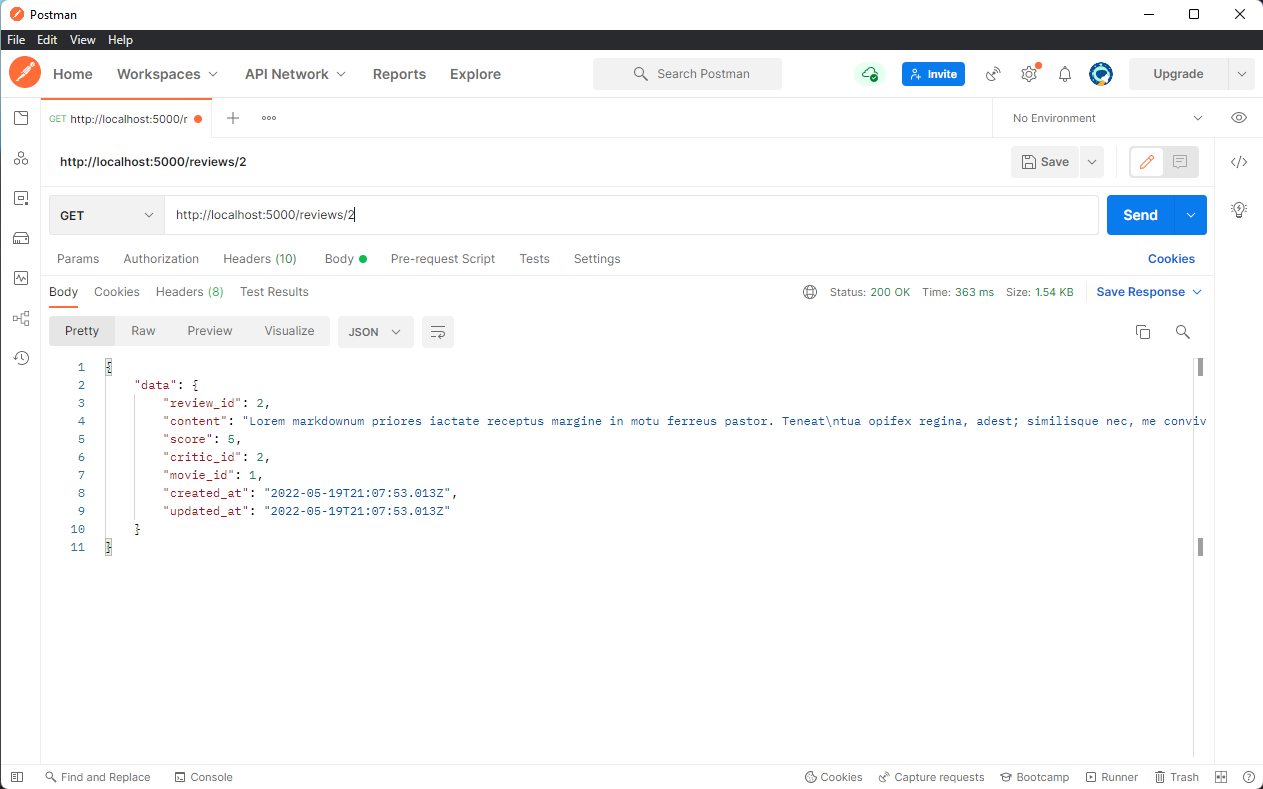 Postman
File Edit View Help
Home Workspaces API Network Reports Explore Search Postman Invite Upgrade
GET http://localhost:5000/r No Environment
http://localhost:5000/reviews/2 Save
GET http://localhost:5000/reviews/2 Send
Params Authorization Headers (10) Body Pre-request Script Tests Settings Cookies
Body Cookies Headers (8) Test Results Status: 200 OK Time: 363 ms Size: 1.54 KB Save Response
Pretty Raw Preview Visualize JSON
1 {
2 "data": {
3 "review_id": 2,
4 "content": "Lorem markdownum priores iactate receptus margine in motu ferreus pastor. Teneat\ntua opifex regina, adest; similisque nec, me conviv
5 "score": 5,
6 "critic_id": 2,
7 "movie_id": 1,
8 "created_at": "2022-05-19T21:07:53.013Z",
9 "updated_at": "2022-05-19T21:07:53.013Z"
10 }
11 }
Find and Replace Console Cookies Capture requests Bootcamp Runner Trash